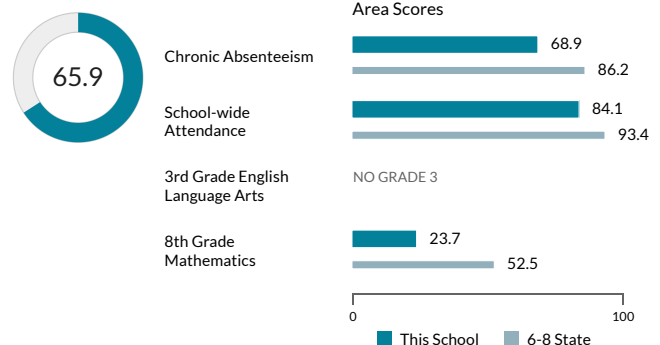 Area Scores
65.9
Chronic Absenteeism
68.9
86.2
School-wide
Attendance
84.1
93.4
3rd Grade English
Language Arts
NO GRADE 3
8th Grade
Mathematics
23.7
52.5
0
100
This School
6-8 State